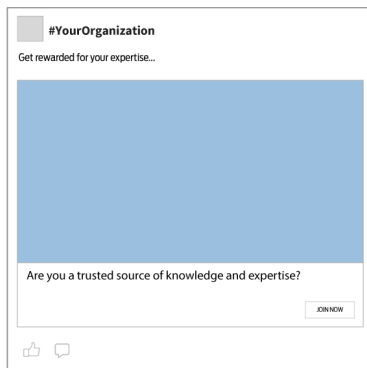 #YourOrganization
Get rewarded for your expertise...
Are you a trusted source of knowledge and expertise?
JOIN NOW